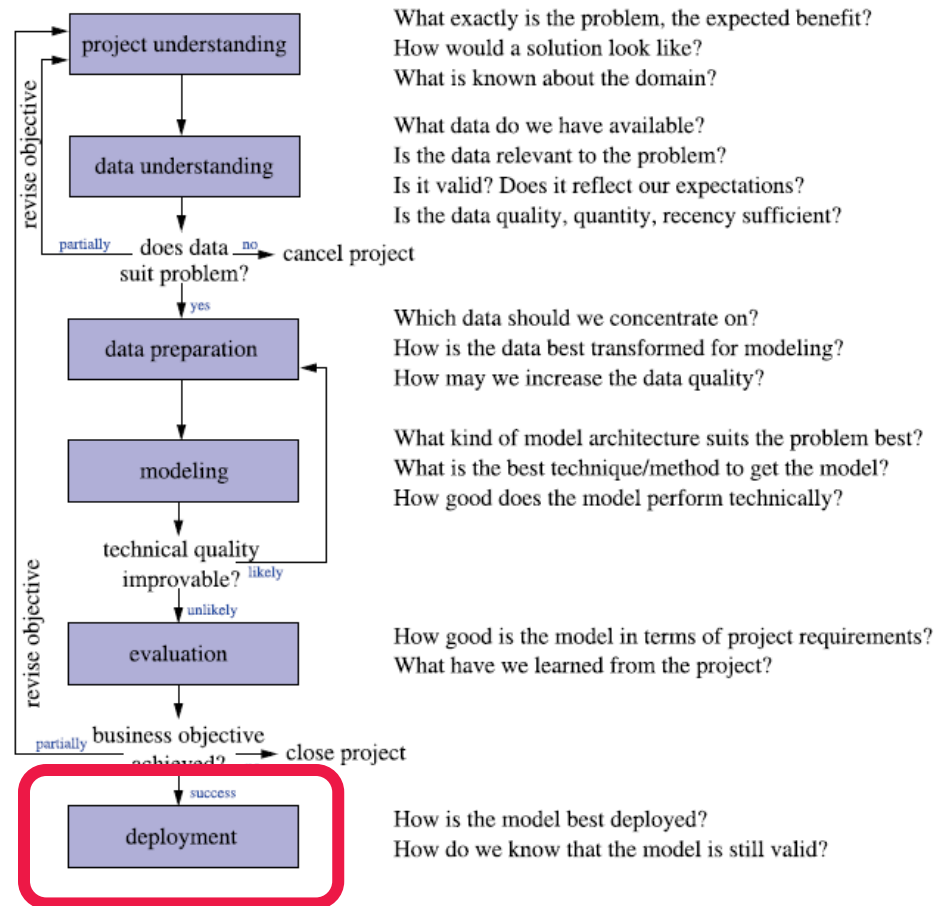 project understanding
What exactly is the problem, the expected benefit?
How would a solution look like?
What is known about the domain?
revise objective
data understanding
What data do we have available?
Is the data relevant to the problem?
Is it valid? Does it reflect our expectations?
Is the data quality, quantity, recency sufficient?
partially
does data
suit problem?
no
cancel project
yes
data preparation
Which data should we concentrate on?
How is the data best transformed for modeling?
How may we increase the data quality?
modeling
What kind of model architecture suits the problem best?
What is the best technique/method to get the model?
How good does the model perform technically?
technical quality
improvable?
likely
unlikely
revise objective
evaluation
How good is the model in terms of project requirements?
What have we learned from the project?
partially
business objective
achieved?
close project
success
deployment
How is the model best deployed?
How do we know that the model is still valid?